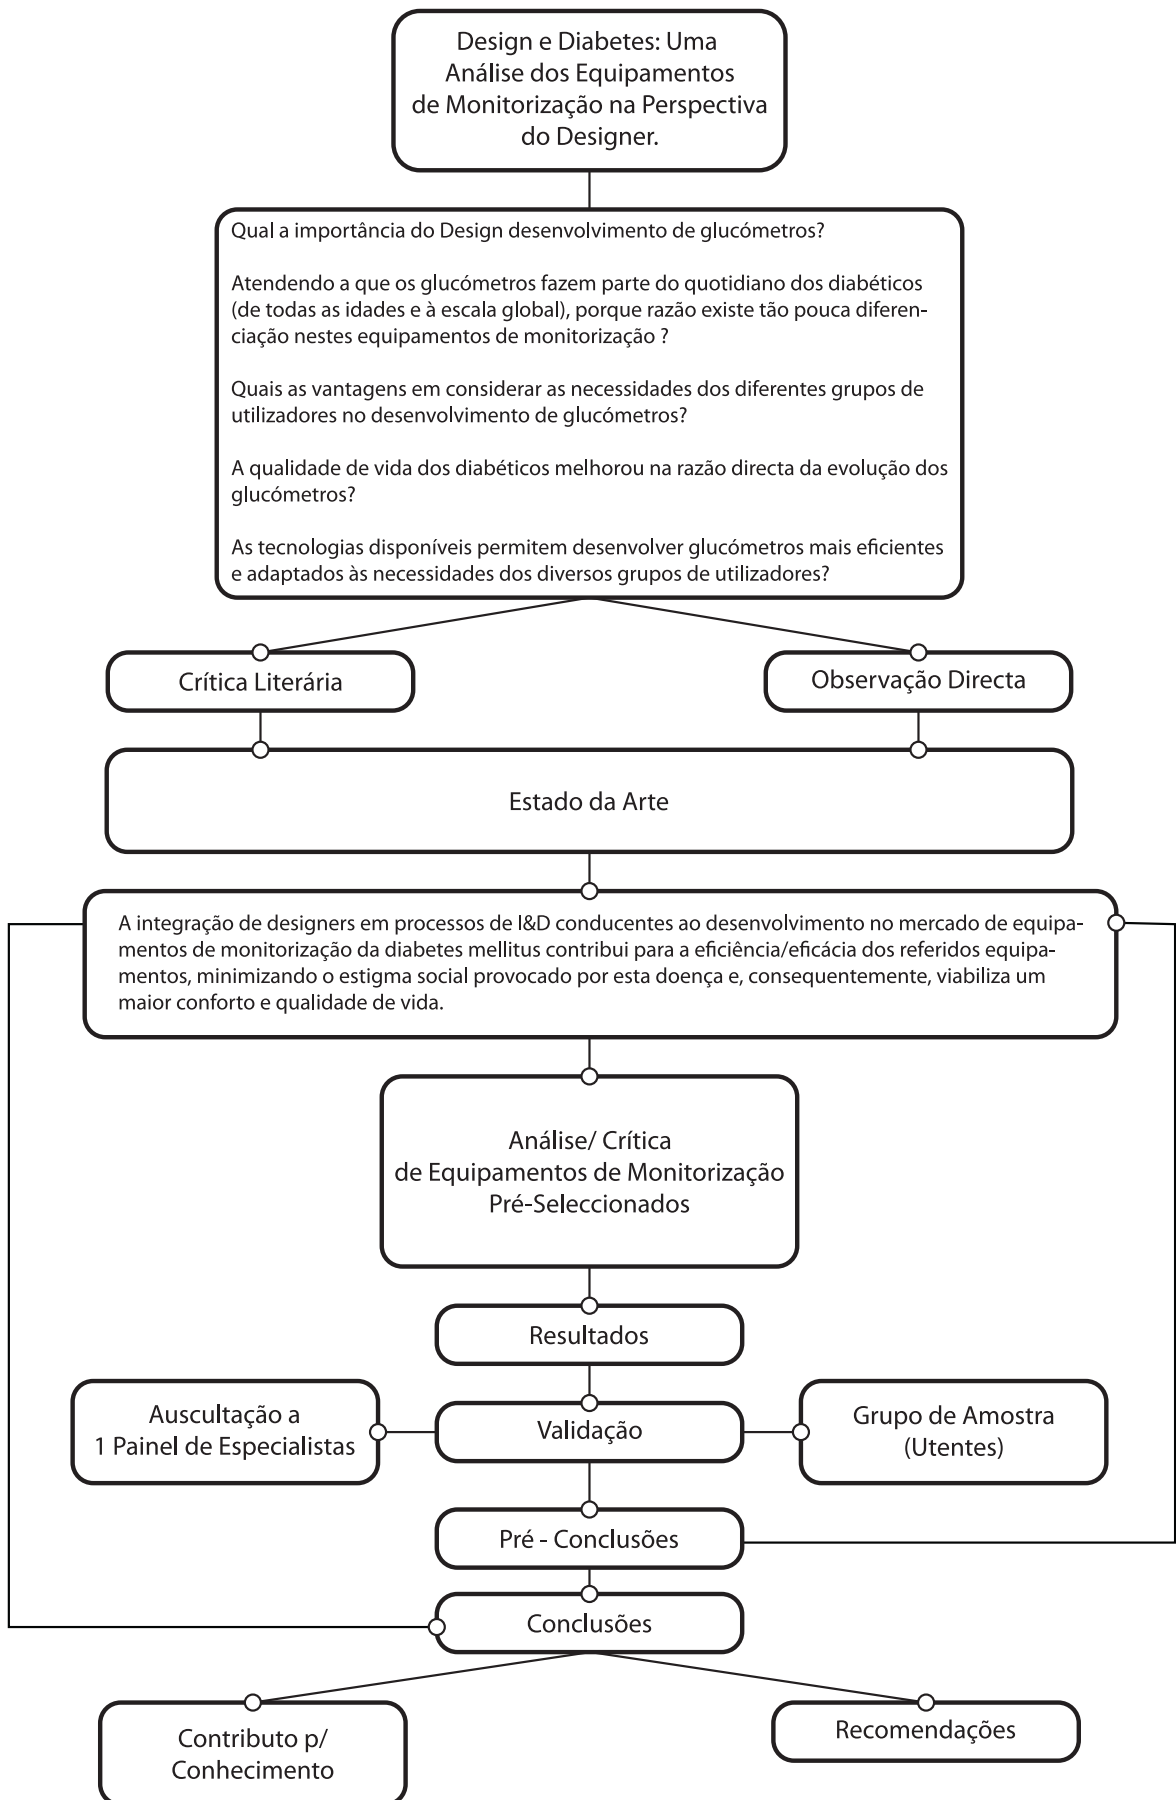 Design e Diabetes: Uma
Análise dos Equipamentos
de Monitorização na Perspectiva
do Designer.
Qual a importância do Design desenvolvimento de glucómetros?
Atendendo a que os glucómetros fazem parte do quotidiano dos diabéticos
(de todas as idades e à escala global), porque razão existe tão pouca diferen-
ciação nestes equipamentos de monitorização ?
Quais as vantagens em considerar as necessidades dos diferentes grupos de
utilizadores no desenvolvimento de glucómetros?
A qualidade de vida dos diabéticos melhorou na razão directa da evolução dos
glucómetros?
As tecnologias disponíveis permitem desenvolver glucómetros mais eficientes
e adaptados às necessidades dos diversos grupos de utilizadores?
Crítica Literária
Observação Directa
Estado da Arte
A integração de designers em processos de I&D conducentes ao desenvolvimento no mercado de equipa-
mentos de monitorização da diabetes mellitus contribui para a eficiência/eficácia dos referidos equipa-
mentos, minimizando o estigma social provocado por esta doença e, consequentemente, viabiliza um
maior conforto e qualidade de vida.
Análise/ Crítica
de Equipamentos de Monitorização
Pré-Seleccionados
Resultados
Auscultação a
1 Painel de Especialistas
Validação
Grupo de Amostra
(Utentes)
Pré - Conclusões
Conclusões
Contributo p/
Conhecimento
Recomendações